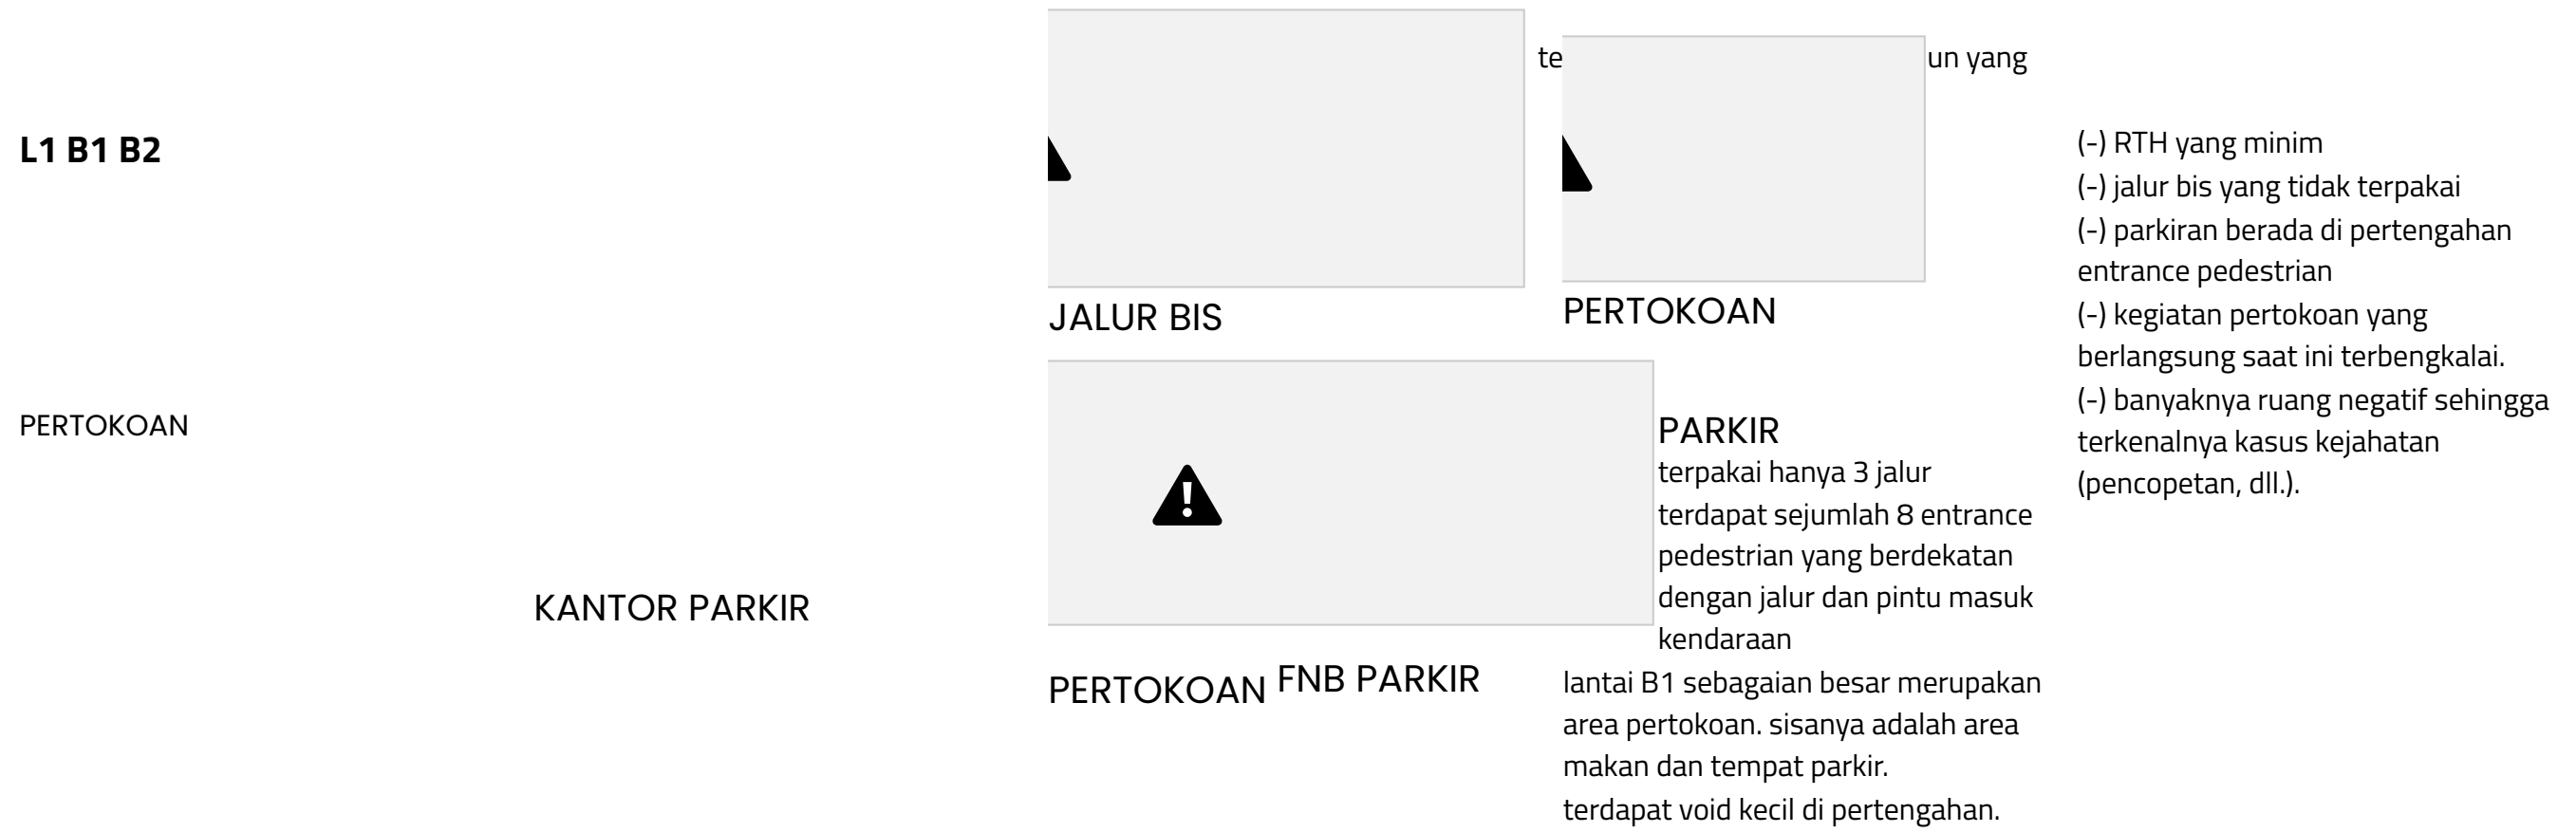 un yang
L1 B1 B2
JALUR BIS
PERTOKOAN
PERTOKOAN
KANTOR PARKIR
PERTOKOAN FNB PARKIR
PARKIR
terpakai hanya 3 jalur
terdapat sejumlah 8 entrance
pedestrian yang berdekatan
dengan jalur dan pintu masuk
kendaraan
lantai B1 sebagaian besar merupakan
area pertokoan. sisanya adalah area
makan dan tempat parkir.
terdapat void kecil di pertengahan.
(-) RTH yang minim
(-) jalur bis yang tidak terpakai
(-) parkiran berada di pertengahan
entrance pedestrian
(-) kegiatan pertokoan yang
berlangsung saat ini terbengkalai.
(-) banyaknya ruang negatif sehingga
terkenalnya kasus kejahatan
(pencopetan, dll.).